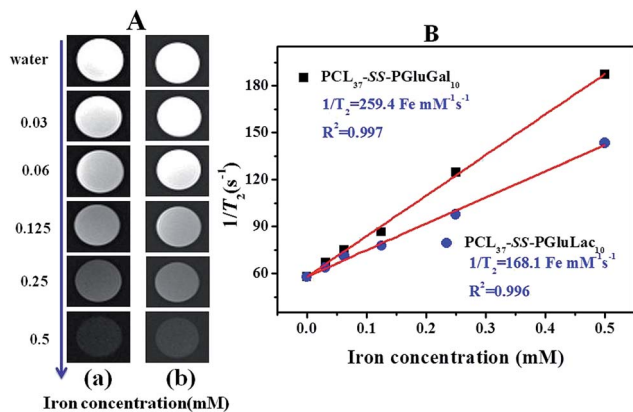 A
water
0.03
0.06
0.125
0.25
0.5
(a) (b)
Iron concentration(mM)
B
180
150
120
90
60
1/T₂(s⁻¹)
PCL₃₇-SS-PGluGal₁₀
1/T₂=259.4 Fe mM⁻¹s⁻¹
R²=0.997
PCL₃₇-SS-PGluLac₁₀
1/T₂=168.1 Fe mM⁻¹s⁻¹
R²=0.996
0.0 0.1 0.2 0.3 0.4 0.5
Iron concentration (mM)